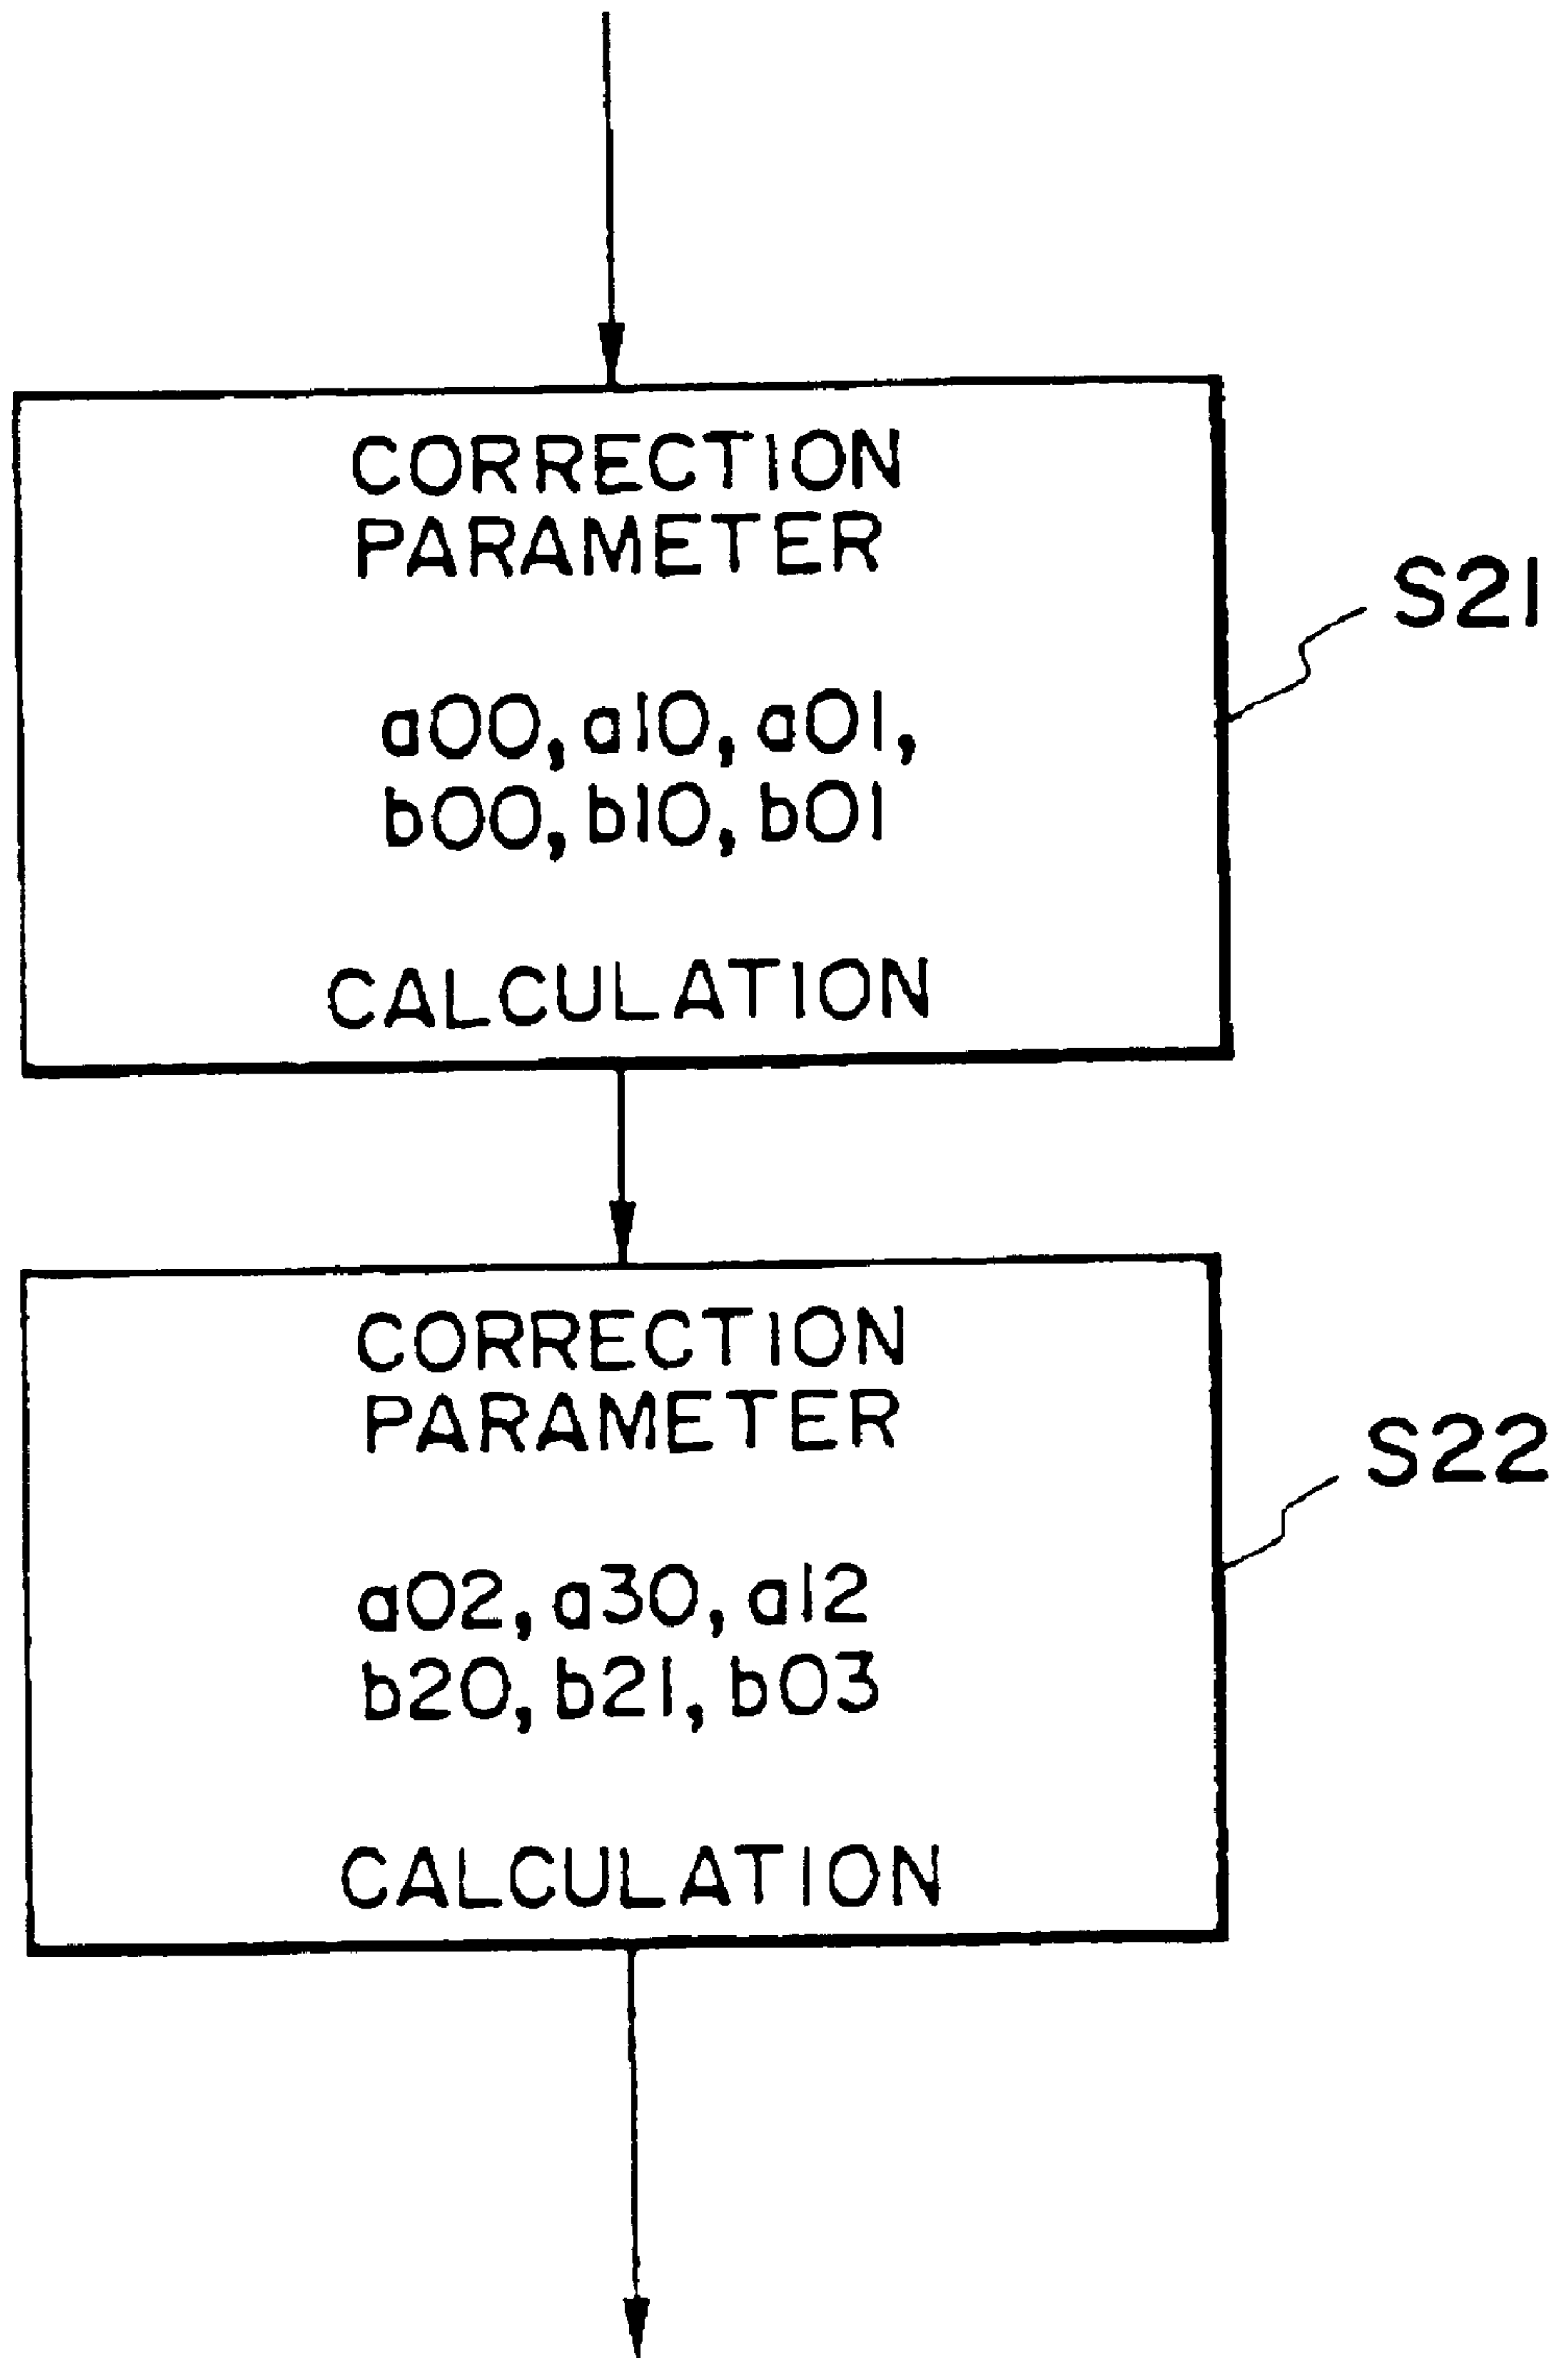 CORRECTION
PARAMETER
a00, a10, a01,
b00, b10, b01
CALCULATION
S21
CORRECTION
PARAMETER
a02, a30, a12
b20, b21, b03
CALCULATION
S22